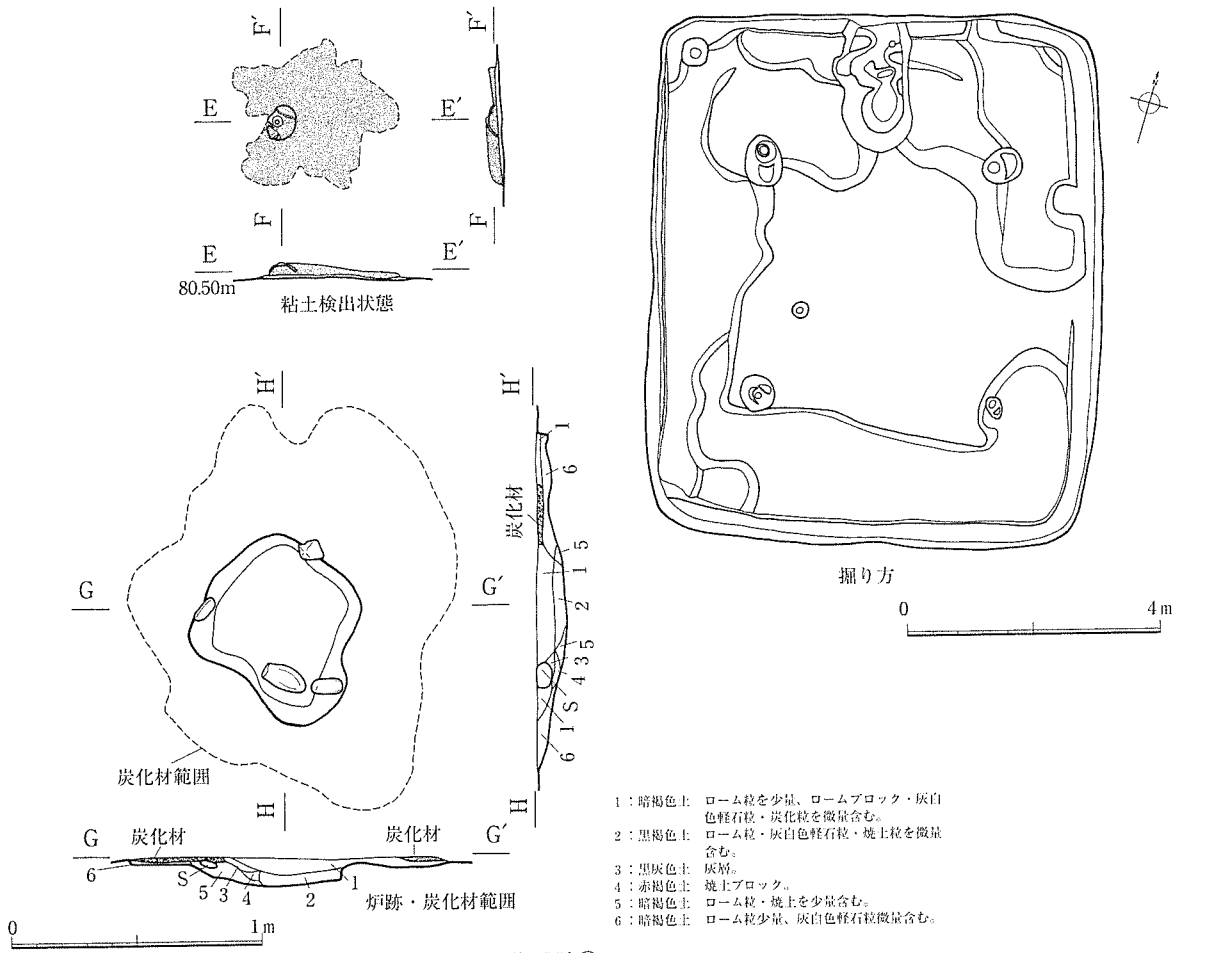 F′
F′
E
E′
E′
F
F
E
E′
80.50m
粘土検出状態
H′
H′
1
6
炭化材
5
1
G
G′
2
5
3
4
S
1
6
炭化材範囲
H
H
G
炭化材
炭化材
G′
6
S
5
3
4
2
1
炉跡・炭化材範囲
0
1m
掘り方
0
4m
1：暗褐色土 ローム粒を少量、ロームブロック・灰白
色軽石粒・炭化粒を微量含む。
2：黒褐色土 ローム粒・灰白色軽石粒・焼土粒を微量
含む。
3：黒灰色土 灰層。
4：赤褐色土 焼土ブロック。
5：暗褐色土 ローム粒・焼土を少量含む。
6：暗褐色土 ローム粒少量、灰白色軽石粒微量含む。